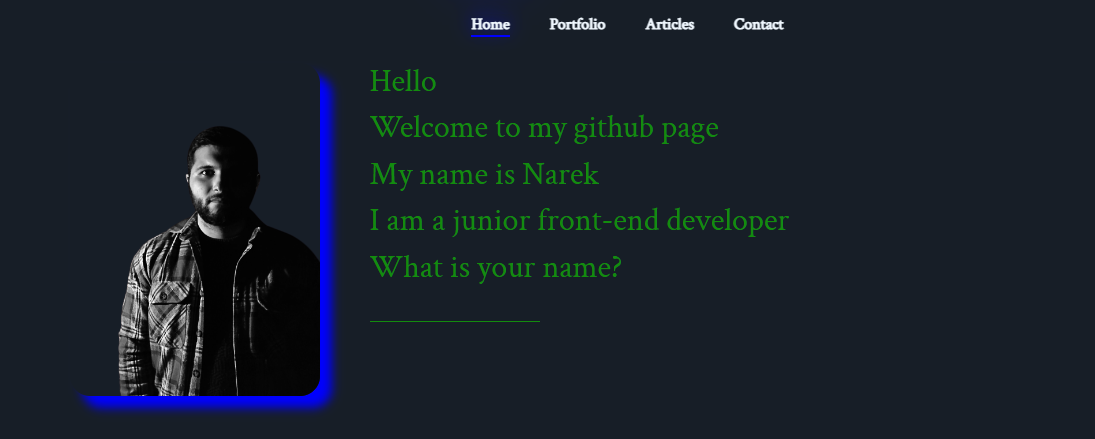 Home Portfolio Articles Contact
Hello
Welcome to my github page
My name is Narek
I am a junior front-end developer
What is your name?